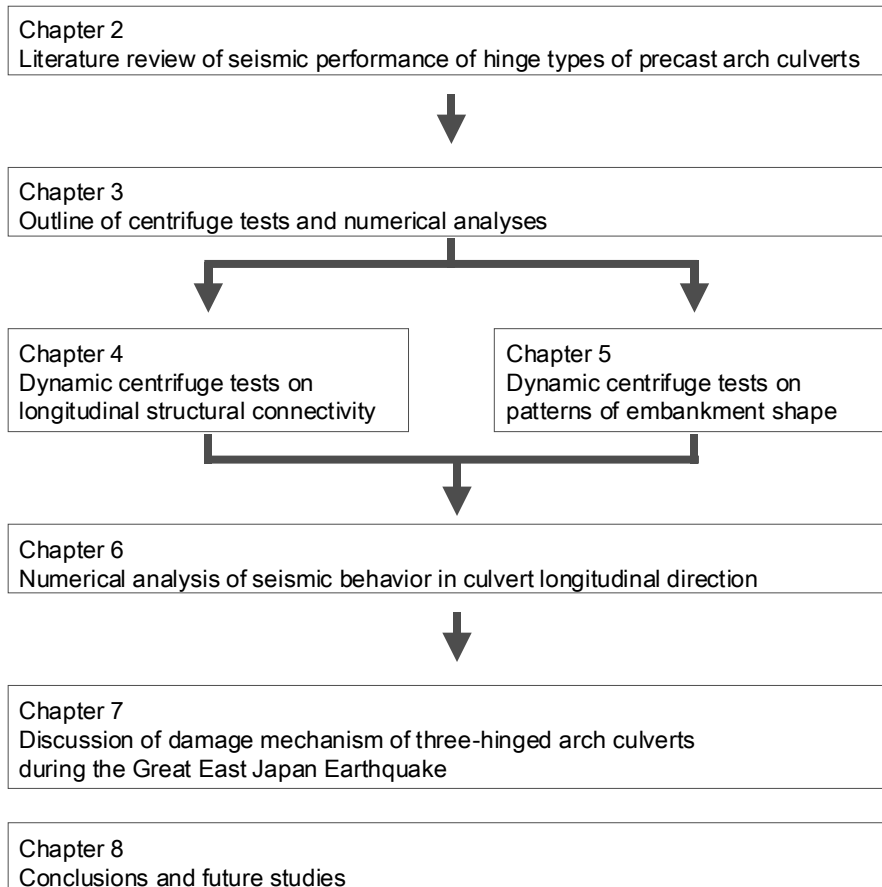 Chapter 2
Literature review of seismic performance of hinge types of precast arch culverts
Chapter 3
Outline of centrifuge tests and numerical analyses
Chapter 4
Dynamic centrifuge tests on
longitudinal structural connectivity
Chapter 5
Dynamic centrifuge tests on
patterns of embankment shape
Chapter 6
Numerical analysis of seismic behavior in culvert longitudinal direction
Chapter 7
Discussion of damage mechanism of three-hinged arch culverts
during the Great East Japan Earthquake
Chapter 8
Conclusions and future studies